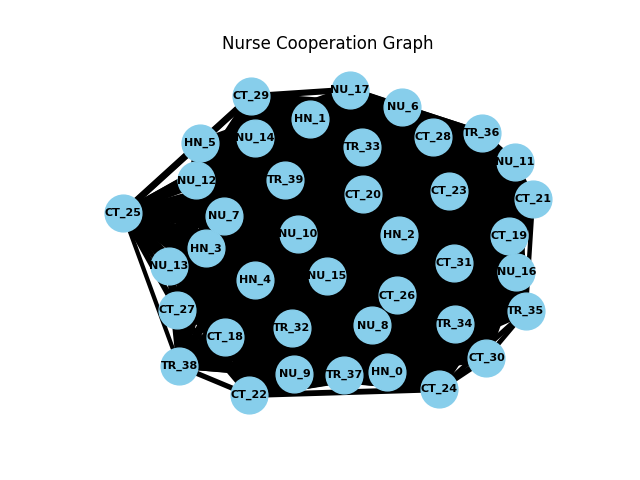 Nurse Cooperation Graph
NU_17
CT_29
NU_6
HN_1
TR_36
CT_28
NU_14
HN_5
TR_33
NU_11
NU_12
TR_39
CT_23
CT_20
CT_21
CT_25
NU_7
NU_10
HN_2
CT_19
HN_3
CT_31
NU_13
NU_16
NU_15
HN_4
CT_26
CT_27
TR_35
TR_34
NU_8
TR_32
CT_18
CT_30
TR_38
HN_0
NU_9
TR_37
CT_24
CT_22